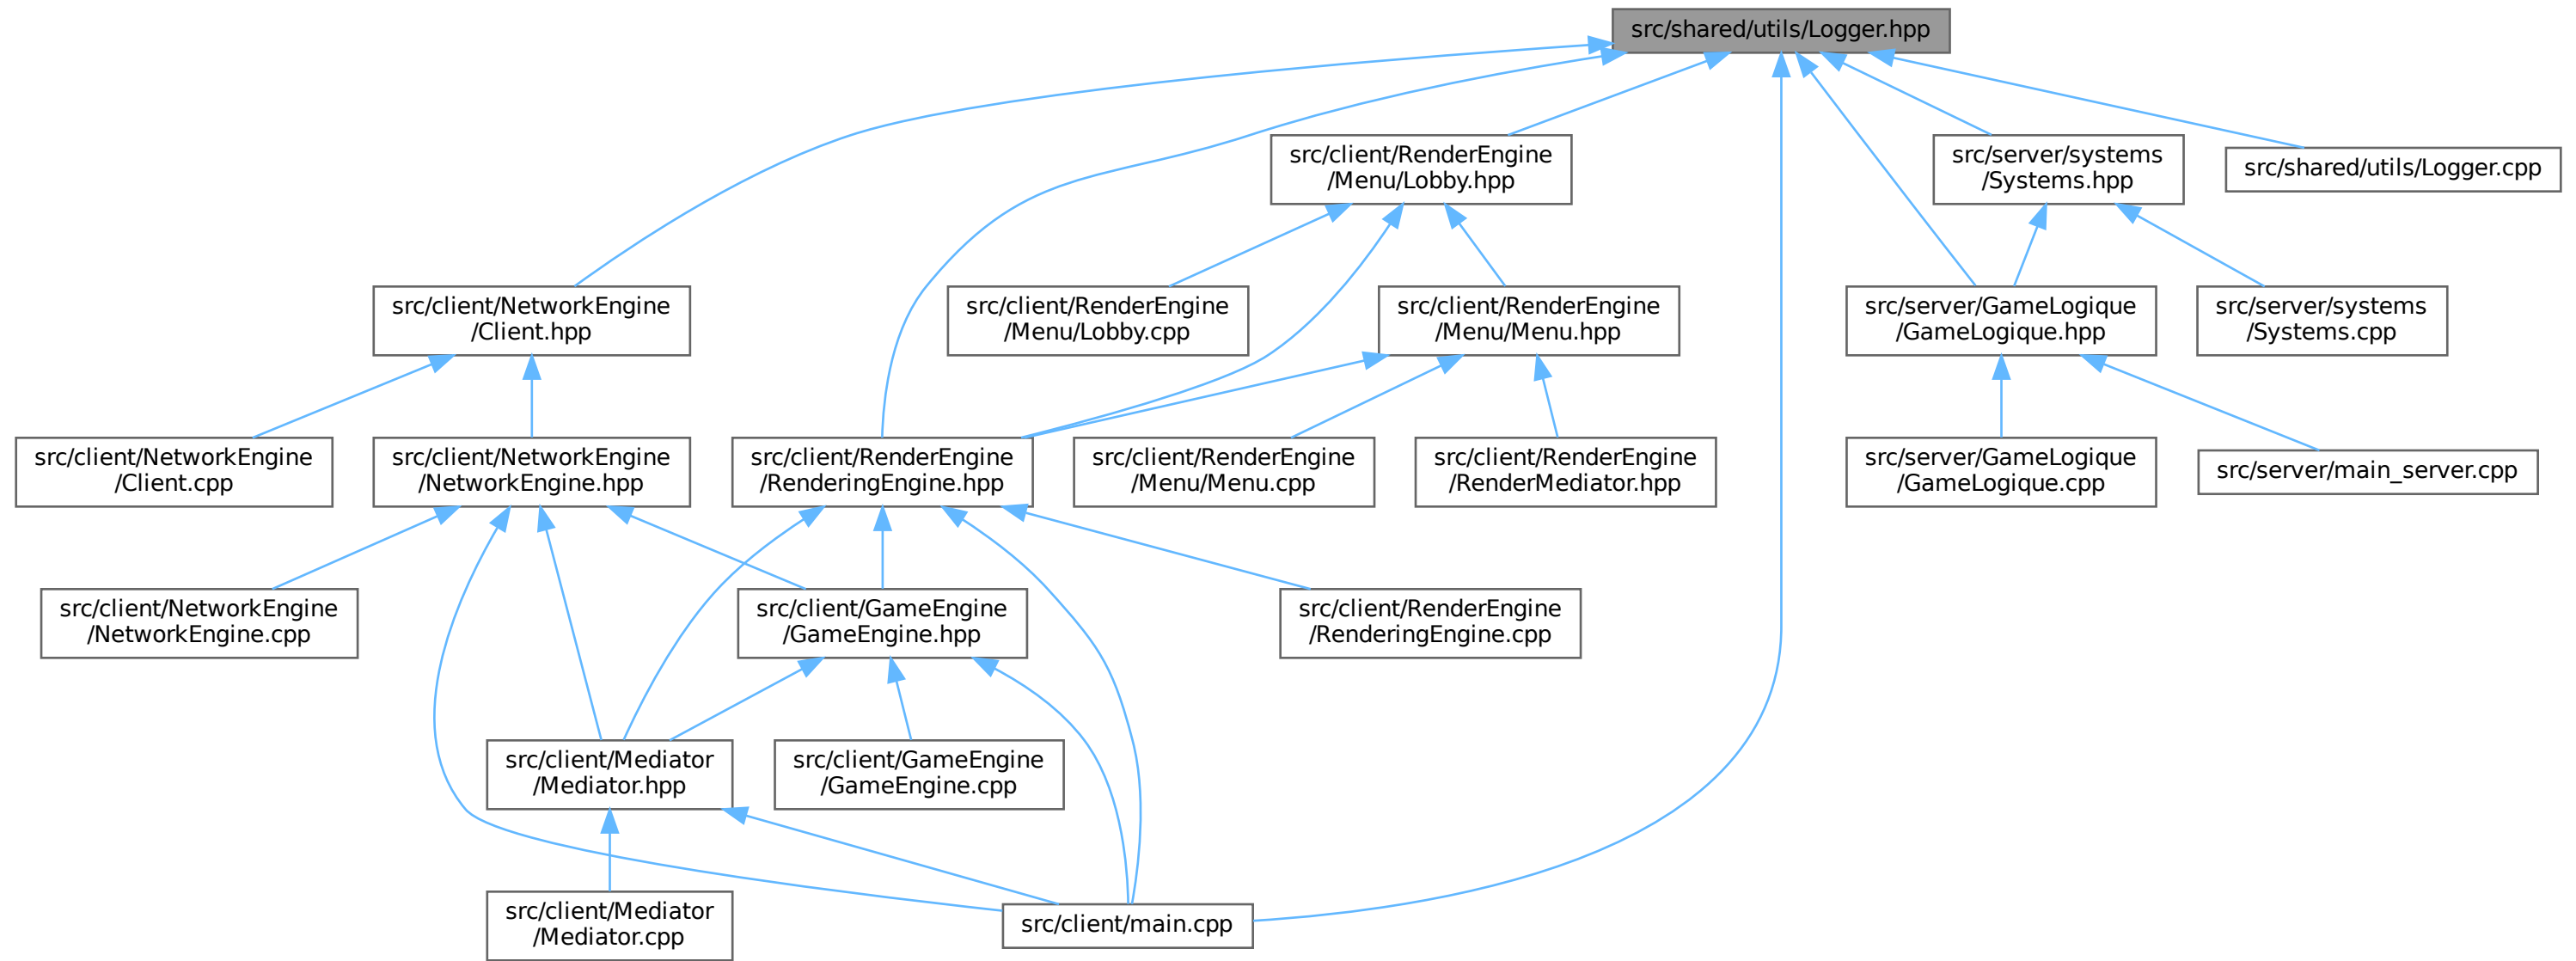 src/shared/utils/Logger.hpp
src/client/RenderEngine
/Menu/Lobby.hpp
src/server/systems
/Systems.hpp
src/shared/utils/Logger.cpp
src/client/NetworkEngine
/Client.hpp
src/client/RenderEngine
/Menu/Lobby.cpp
src/client/RenderEngine
/Menu/Menu.hpp
src/server/GameLogique
/GameLogique.hpp
src/server/systems
/Systems.cpp
src/client/NetworkEngine
/Client.cpp
src/client/NetworkEngine
/NetworkEngine.hpp
src/client/RenderEngine
/RenderingEngine.hpp
src/client/RenderEngine
/Menu/Menu.cpp
src/client/RenderEngine
/RenderMediator.hpp
src/server/GameLogique
/GameLogique.cpp
src/server/main_server.cpp
src/client/NetworkEngine
/NetworkEngine.cpp
src/client/GameEngine
/GameEngine.hpp
src/client/RenderEngine
/RenderingEngine.cpp
src/client/Mediator
/Mediator.hpp
src/client/GameEngine
/GameEngine.cpp
src/client/Mediator
/Mediator.cpp
src/client/main.cpp